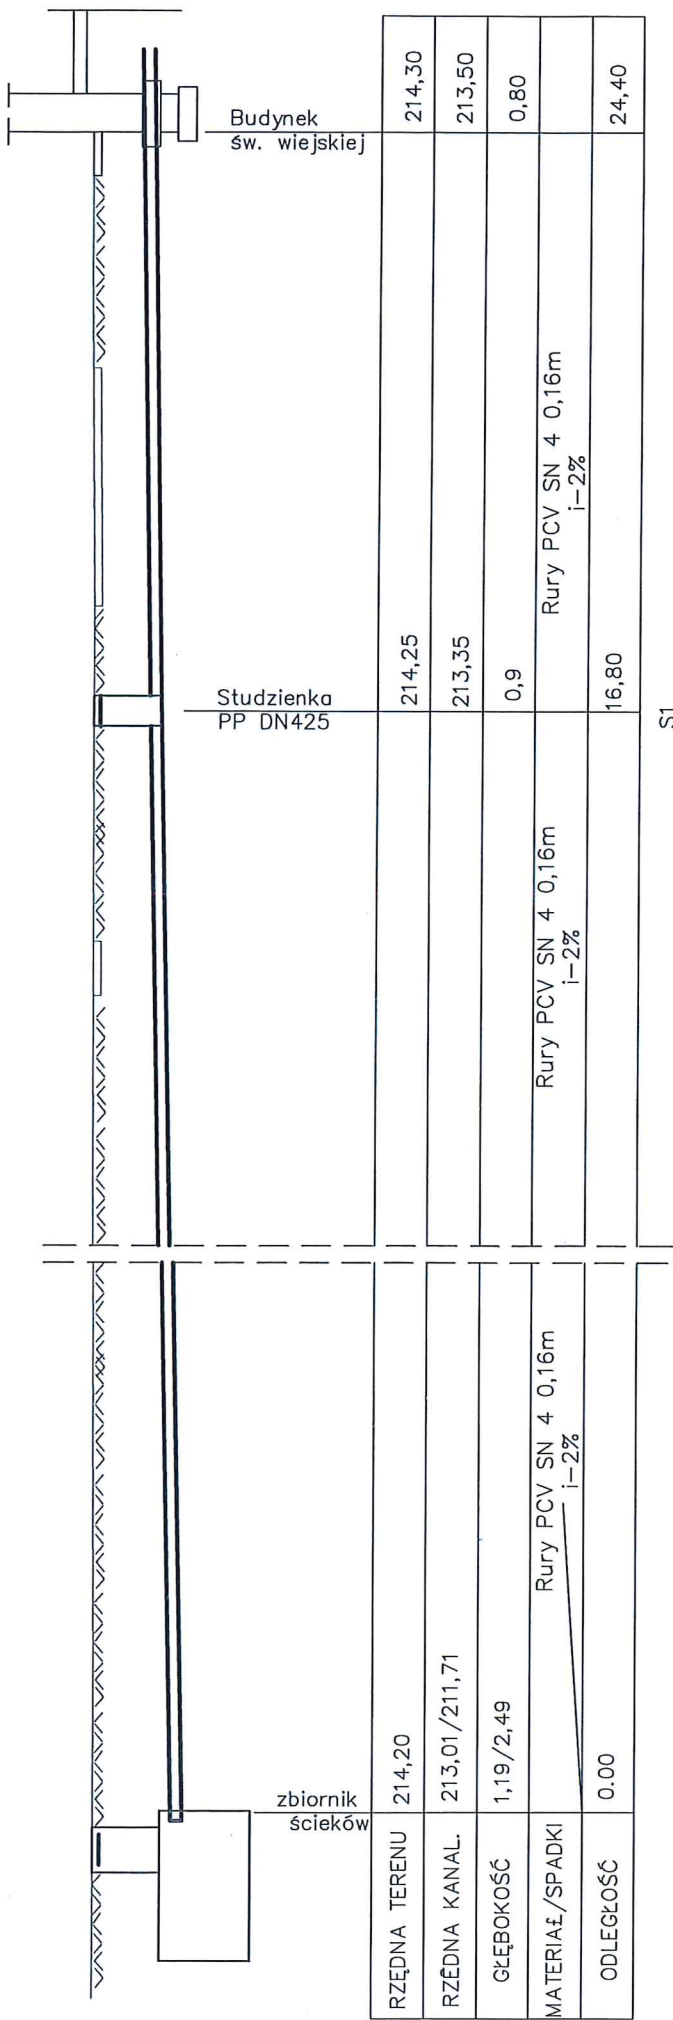 zbiornik
ścieków
Studzienka
PP DN425
Budynek
św. wiejskiej
RZĘDNA TERENU 214,20 214,25 214,30
RZĒDNA KANAL. 213,01/211,71 213,35 213,50
GŁĘBOKOŚĆ 1,19/2,49 0,9 0,80
MATERIA£/SPADKI Rury PCV SN 4 0,16m Rury PCV SN 4 0,16m Rury PCV SN 4 0,16m
i-2% i-2% i-2%
ODLEGŁOŚĆ 0.00 16,80 24,40
S1